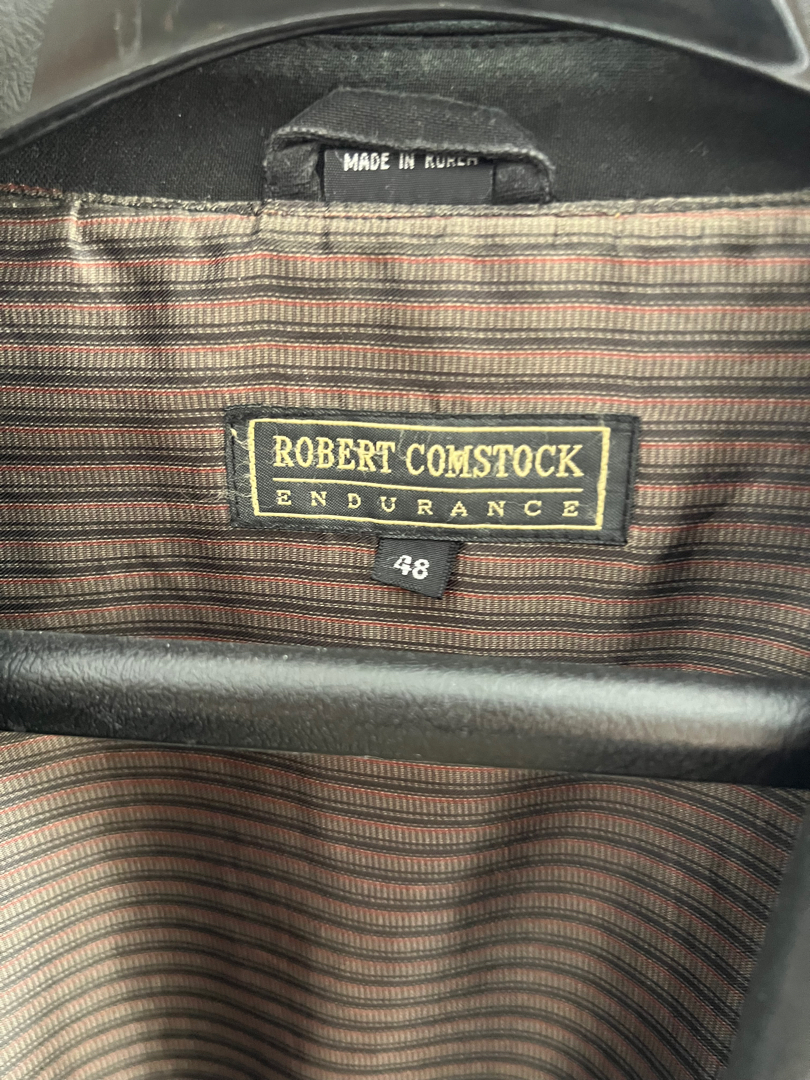 MADE IN KOREA
ROBERT COMSTOCK
ENDURANCE
48